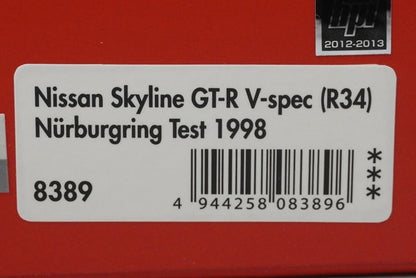 hpi
2012-2013
Nissan Skyline GT-R V-spec (R34)
Nürburgring Test 1998
8389
***
4 944258 083896